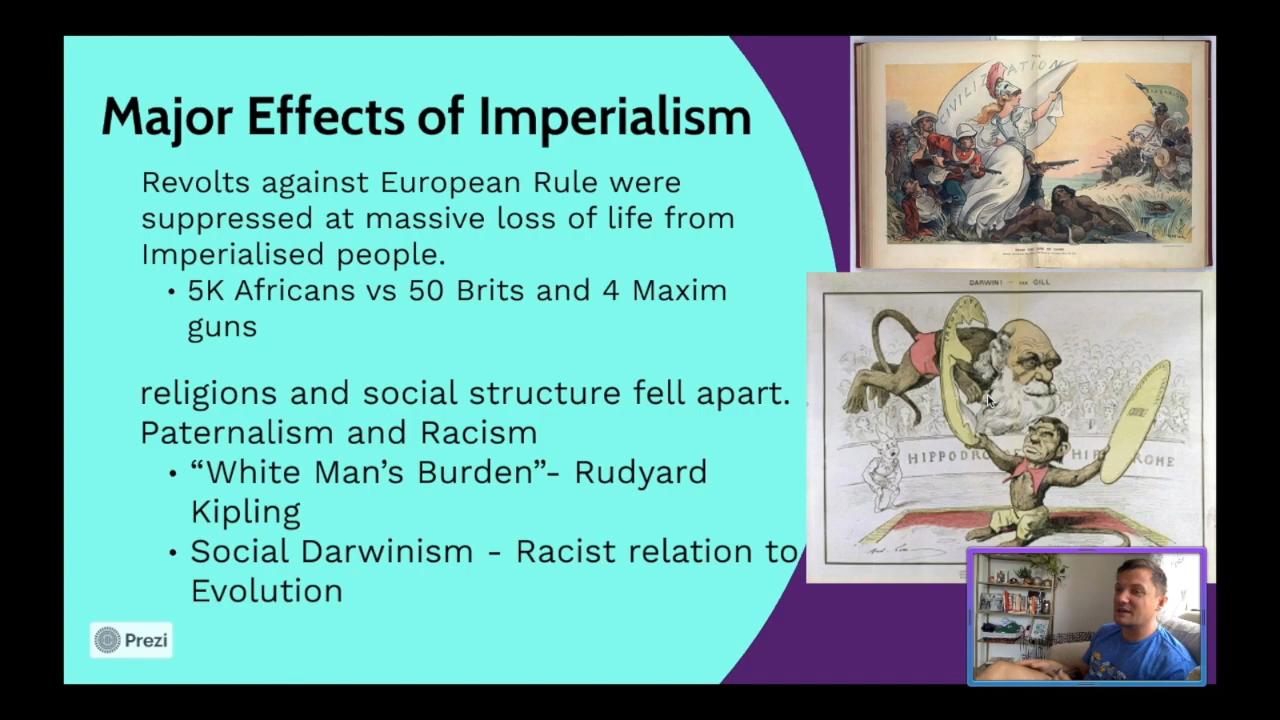 Major Effects of Imperialism
Revolts against European Rule were
suppressed at massive loss of life from
Imperialised people.
• 5K Africans vs 50 Brits and 4 Maxim
guns
religions and social structure fell apart.
Paternalism and Racism
• “White Man’s Burden”- Rudyard
Kipling
• Social Darwinism - Racist relation to
Evolution
Prezi
CIVILIZATION
HIPPODROME HIPPODROME